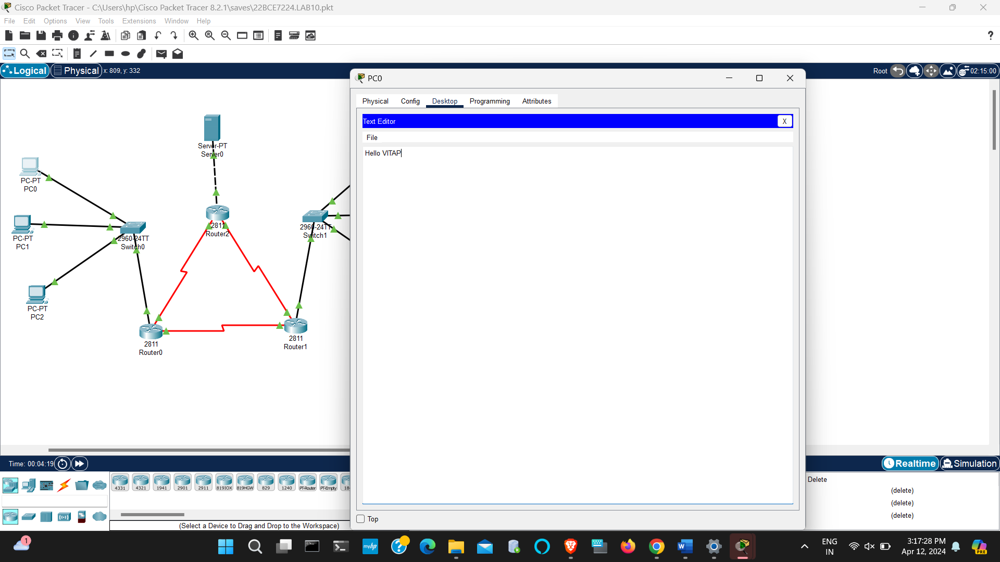 Cisco Packet Tracer - C:\Users\hp\Cisco Packet Tracer 8.2.1\saves\22BCE7224.LAB10.pkt
File Edit Options View Tools Extensions Window Help
?
Logical Physical x: 809, y: 332
Root 02:15:00
PC0
Physical Config Desktop Programming Attributes
Text Editor X
File
Hello VITAP
Server-PT
Server0
PC-PT
PC0
2811
Router2
2960-24TT
Switch1
PC-PT
PC1
2960-24TT
Switch0
PC-PT
PC2
2811
Router0
2811
Router1
Time: 00:04:19
Realtime Simulation
4331 4321 1941 2901 2911 819IOX 819HGW 829 1240 PT-Router PT-Empty 18
Delete
(delete)
(delete)
(delete)
(Select a Device to Drag and Drop to the Workspace)
Top
1
myhp
?
W
PRE
ENG
IN
3:17:28 PM
Apr 12, 2024